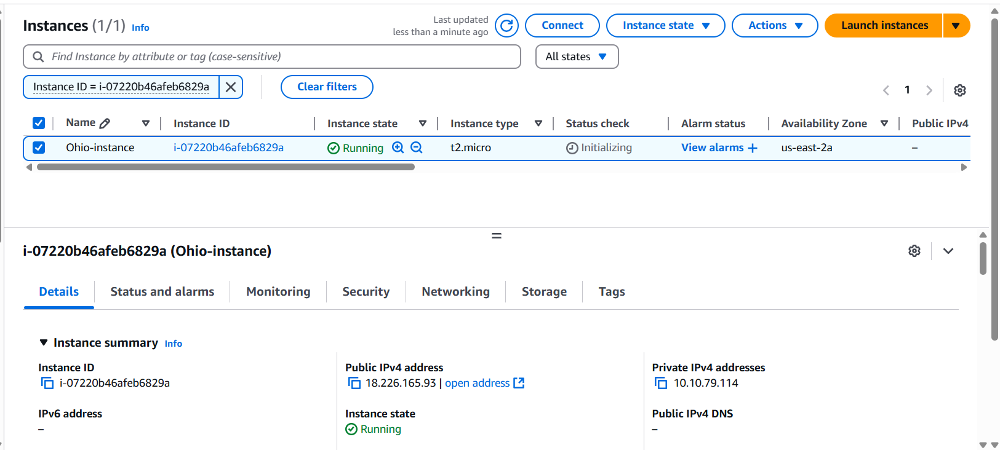 Instances (1/1) Info
Last updated
less than a minute ago
Connect
Instance state
Actions
Launch instances
Find Instance by attribute or tag (case-sensitive)
All states
Instance ID = i-07220b46afeb6829a
Clear filters
1
Name Instance ID Instance state Instance type Status check Alarm status Availability Zone Public IPv4
Ohio-instance i-07220b46afeb6829a Running t2.micro Initializing View alarms + us-east-2a –
i-07220b46afeb6829a (Ohio-instance)
Details Status and alarms Monitoring Security Networking Storage Tags
Instance summary Info
Instance ID Public IPv4 address Private IPv4 addresses
i-07220b46afeb6829a 18.226.165.93 | open address 10.10.79.114
IPv6 address Instance state Public IPv4 DNS
– Running –